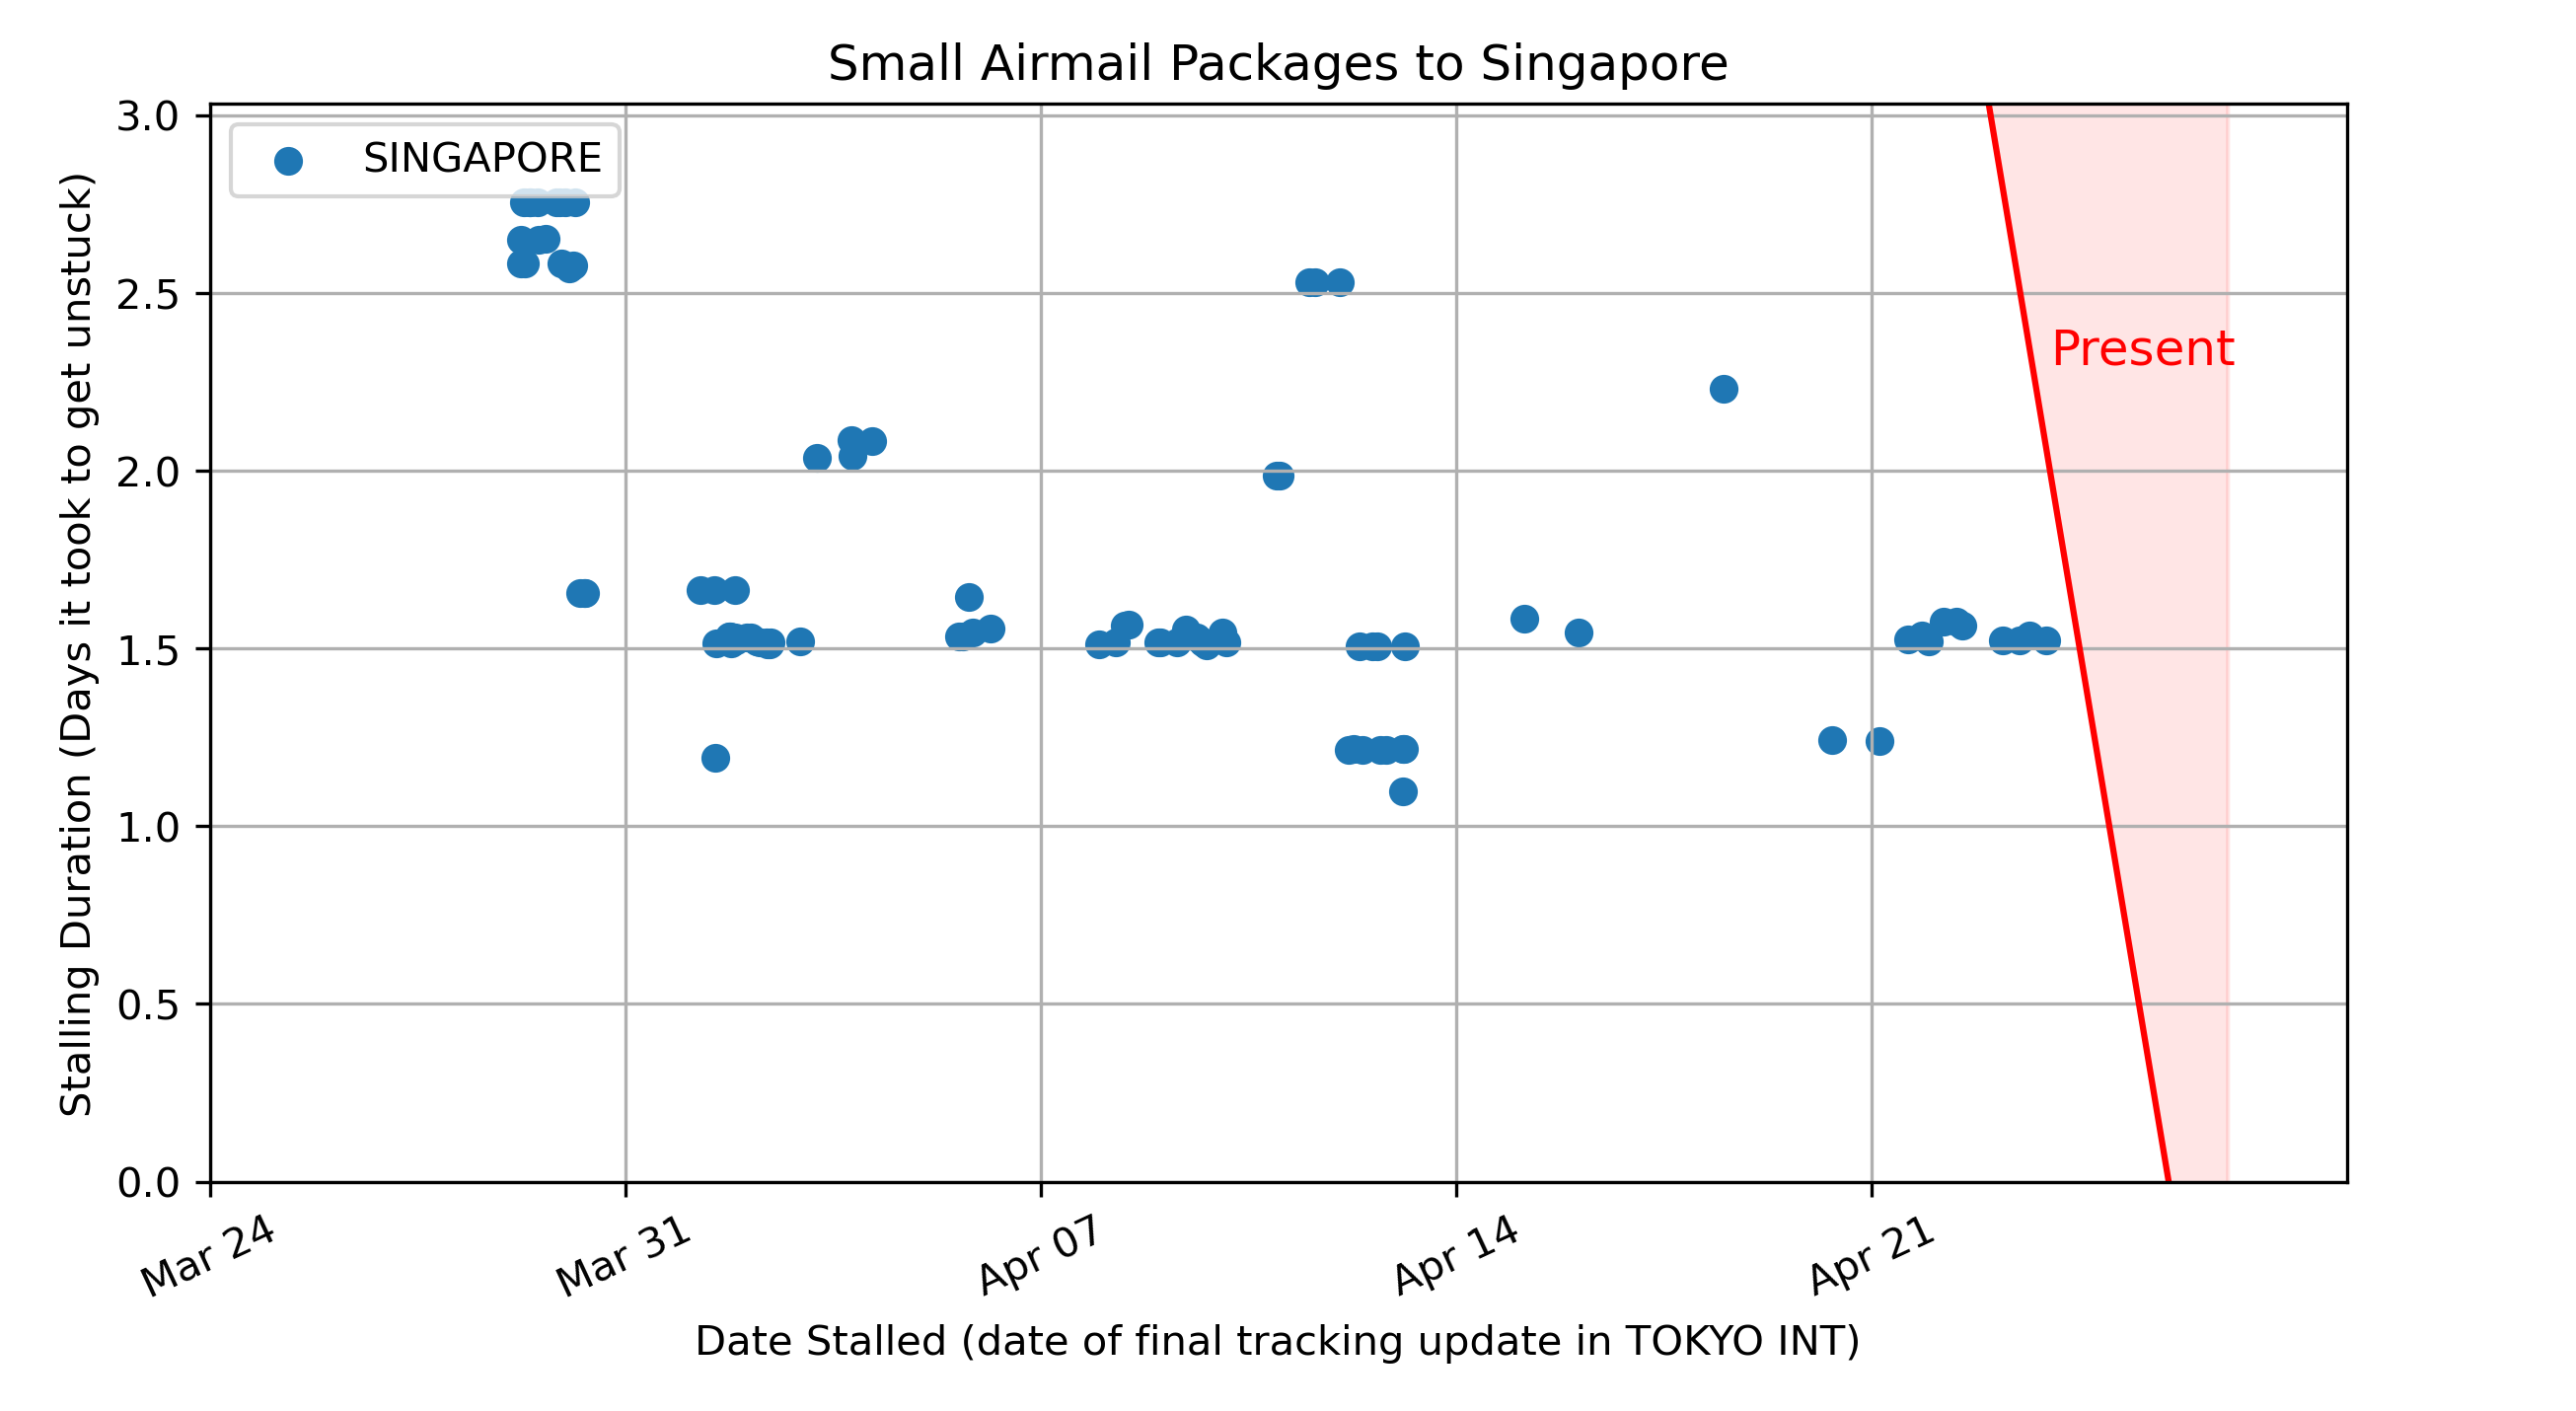 Small Airmail Packages to Singapore
SINGAPORE
Present
Stalling Duration (Days it took to get unstuck)
3.0
2.5
2.0
1.5
1.0
0.5
0.0
Mar 24
Mar 31
Apr 07
Apr 14
Apr 21
Date Stalled (date of final tracking update in TOKYO INT)